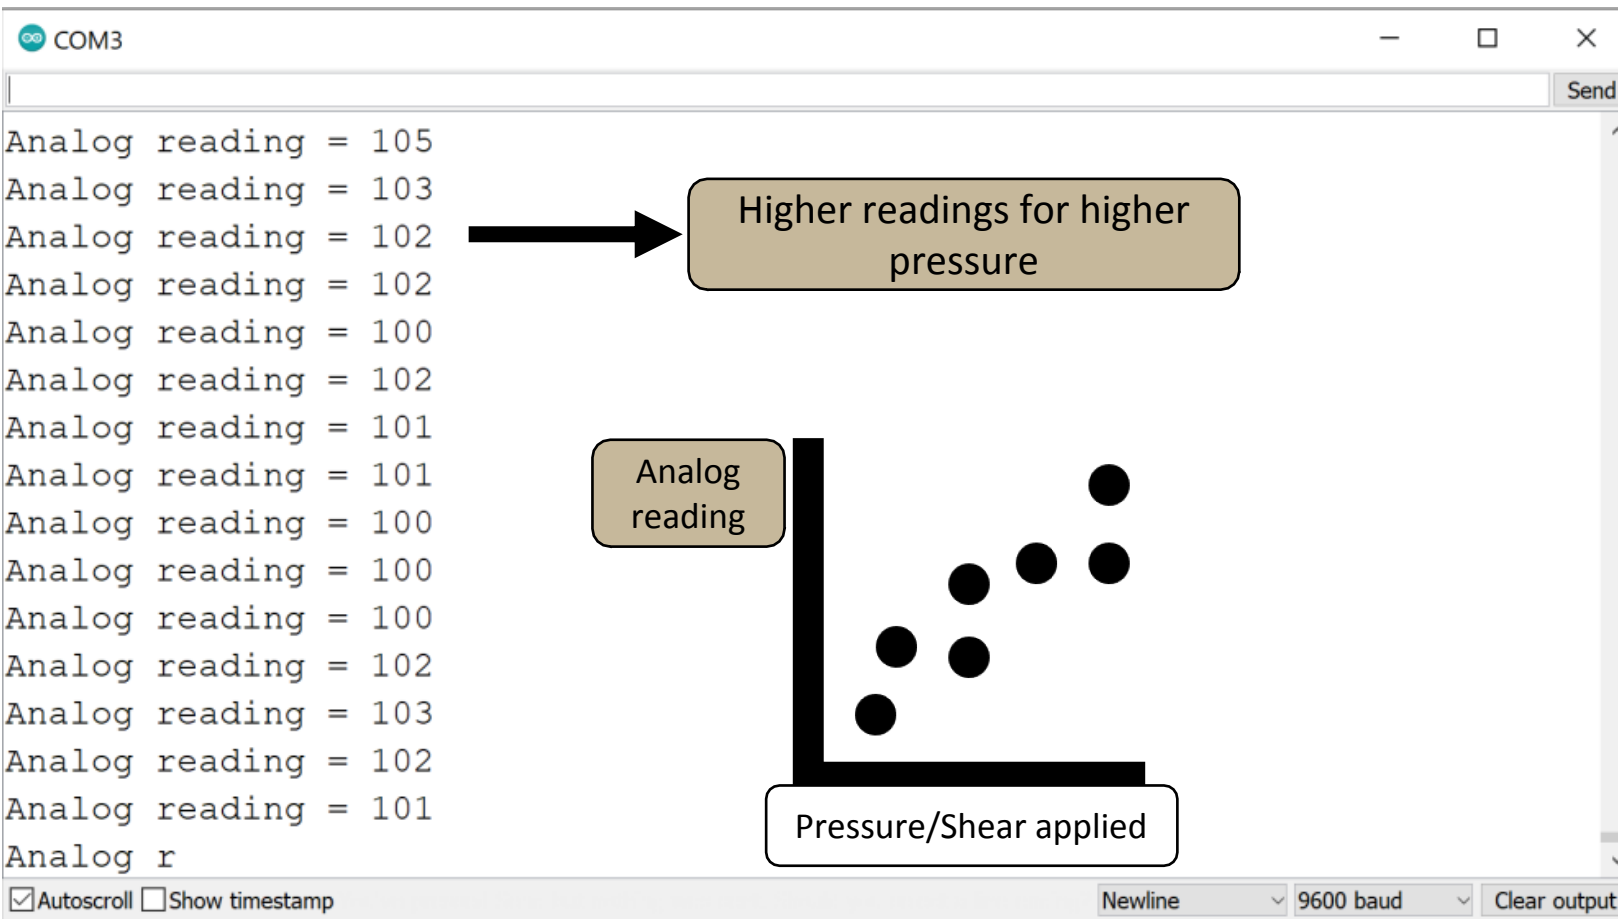 COM3
Send
Analog reading = 105
Analog reading = 103
Analog reading = 102
Analog reading = 102
Analog reading = 100
Analog reading = 102
Analog reading = 101
Analog reading = 101
Analog reading = 100
Analog reading = 100
Analog reading = 100
Analog reading = 102
Analog reading = 103
Analog reading = 102
Analog reading = 101
Analog r
Higher readings for higher
pressure
Analog
reading
Pressure/Shear applied
Autoscroll Show timestamp
Newline
9600 baud
Clear output